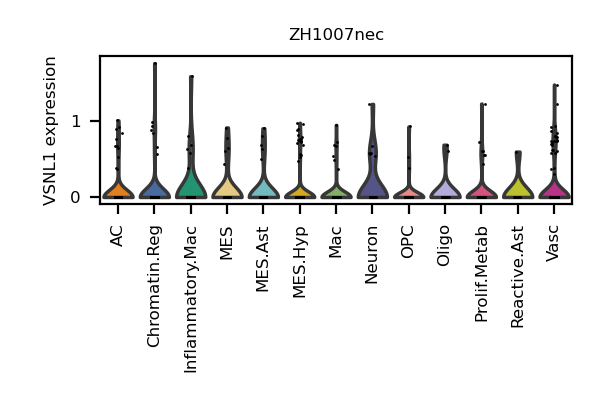 ZH1007nec
VSNL1 expression
1
0
AC
Chromatin.Reg
Inflammatory.Mac
MES
MES.Ast
MES.Hyp
Mac
Neuron
OPC
Oligo
Prolif.Metab
Reactive.Ast
Vasc